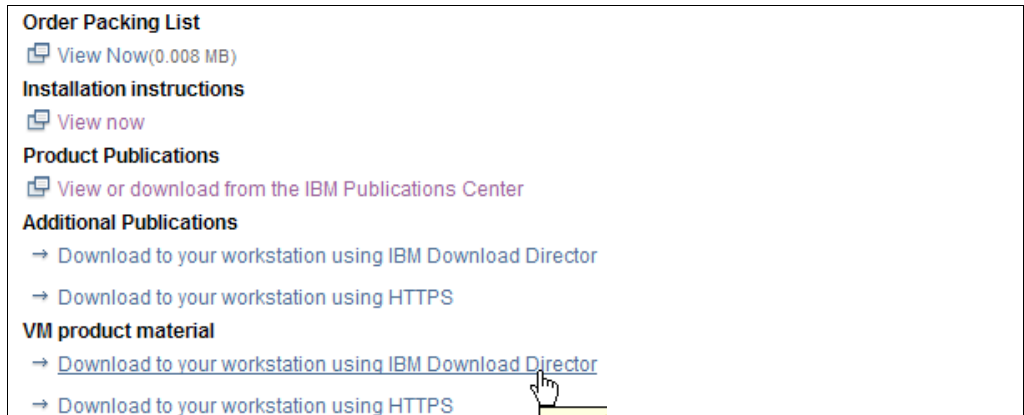 Order Packing List
View Now(0.008 MB)
Installation instructions
View now
Product Publications
View or download from the IBM Publications Center
Additional Publications
→ Download to your workstation using IBM Download Director
→ Download to your workstation using HTTPS
VM product material
→ Download to your workstation using IBM Download Director
→ Download to your workstation using HTTPS